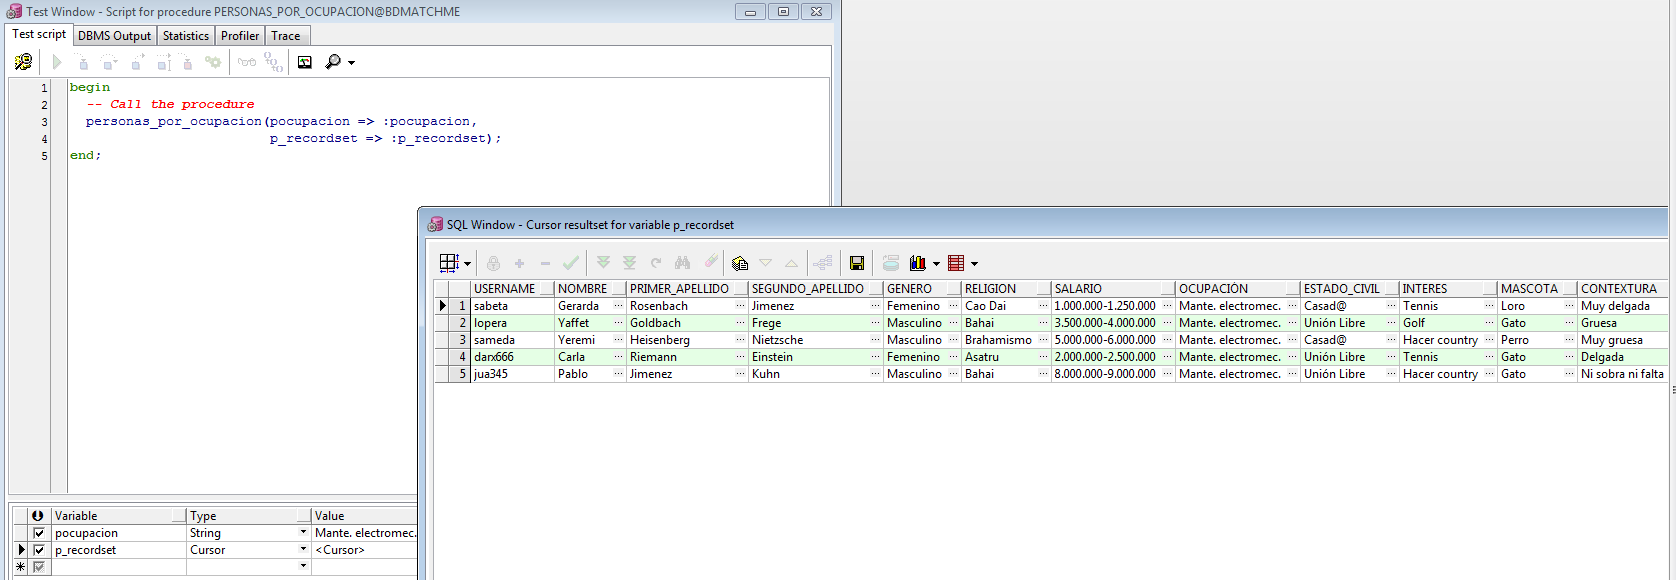 Test Window - Script for procedure PERSONAS_POR_OCUPACION@BDMATCHME
Test script DBMS Output Statistics Profiler Trace
1 begin
2 -- Call the procedure
3 personas_por_ocupacion(pocupacion => :pocupacion,
4 p_recordset => :p_recordset);
5 end;
SQL Window - Cursor resultset for variable p_recordset
USERNAME NOMBRE PRIMER_APELLIDO SEGUNDO_APELLIDO GENERO RELIGION SALARIO OCUPACIÓN ESTADO_CIVIL INTERES MASCOTA CONTEXTURA
1 sabeta Gerarda Rosenbach Jimenez Femenino Cao Dai 1.000.000-1.250.000 Mante. electromec. Casad@ Tennis Loro Muy delgada
2 lopera Yaffet Goldbach Frege Masculino Bahai 3.500.000-4.000.000 Mante. electromec. Unión Libre Golf Gato Gruesa
3 sameda Yeremi Heisenberg Nietzsche Masculino Brahamismo 5.000.000-6.000.000 Mante. electromec. Casad@ Hacer country Perro Muy gruesa
4 darx666 Carla Riemann Einstein Femenino Asatru 2.000.000-2.500.000 Mante. electromec. Unión Libre Tennis Gato Delgada
5 jua345 Pablo Jimenez Kuhn Masculino Bahai 8.000.000-9.000.000 Mante. electromec. Unión Libre Hacer country Gato Ni sobra ni falta
Variable Type Value
pocupacion String Mante. electromec.
p_recordset Cursor <Cursor>